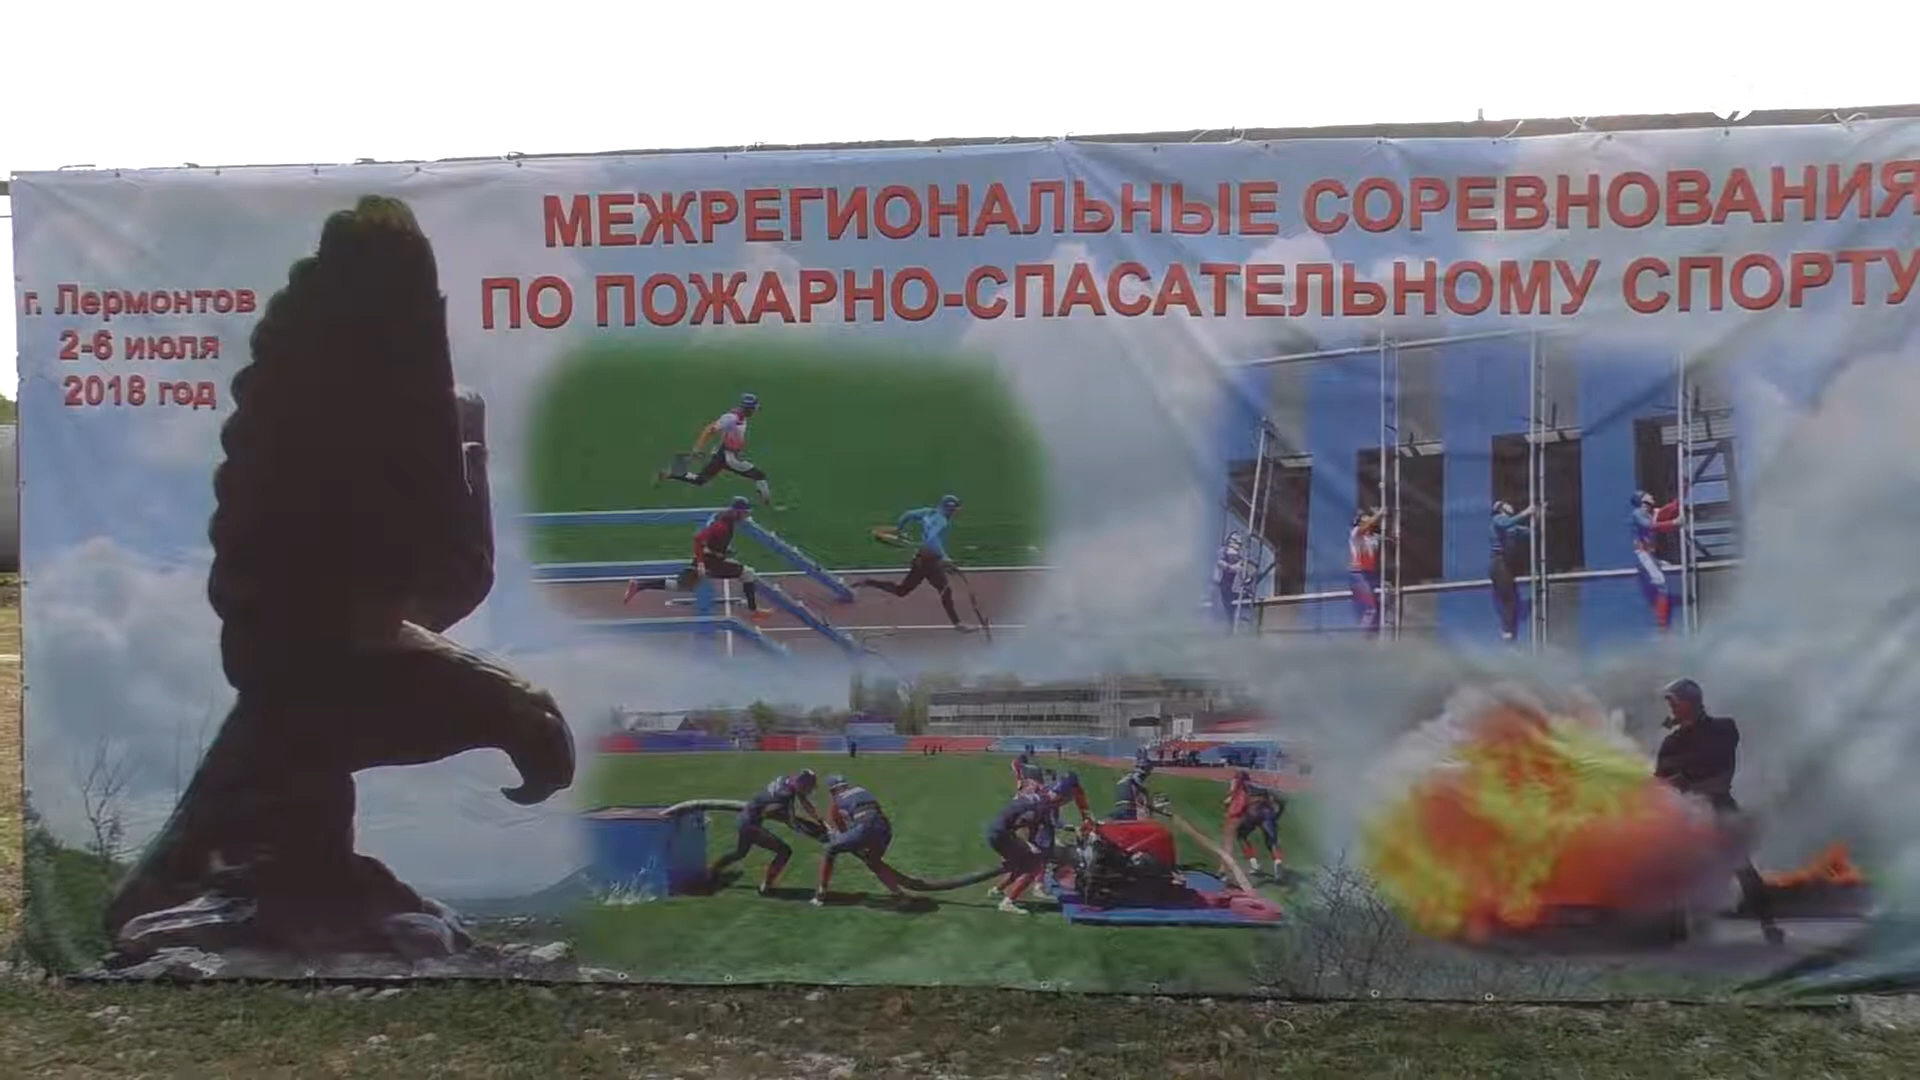 МЕЖРЕГИОНАЛЬНЫЕ СОРЕВНОВАНИЯ
ПО ПОЖАРНО-СПАСАТЕЛЬНОМУ СПОРТУ
г. Лермонтов
2-6 июля
2018 год